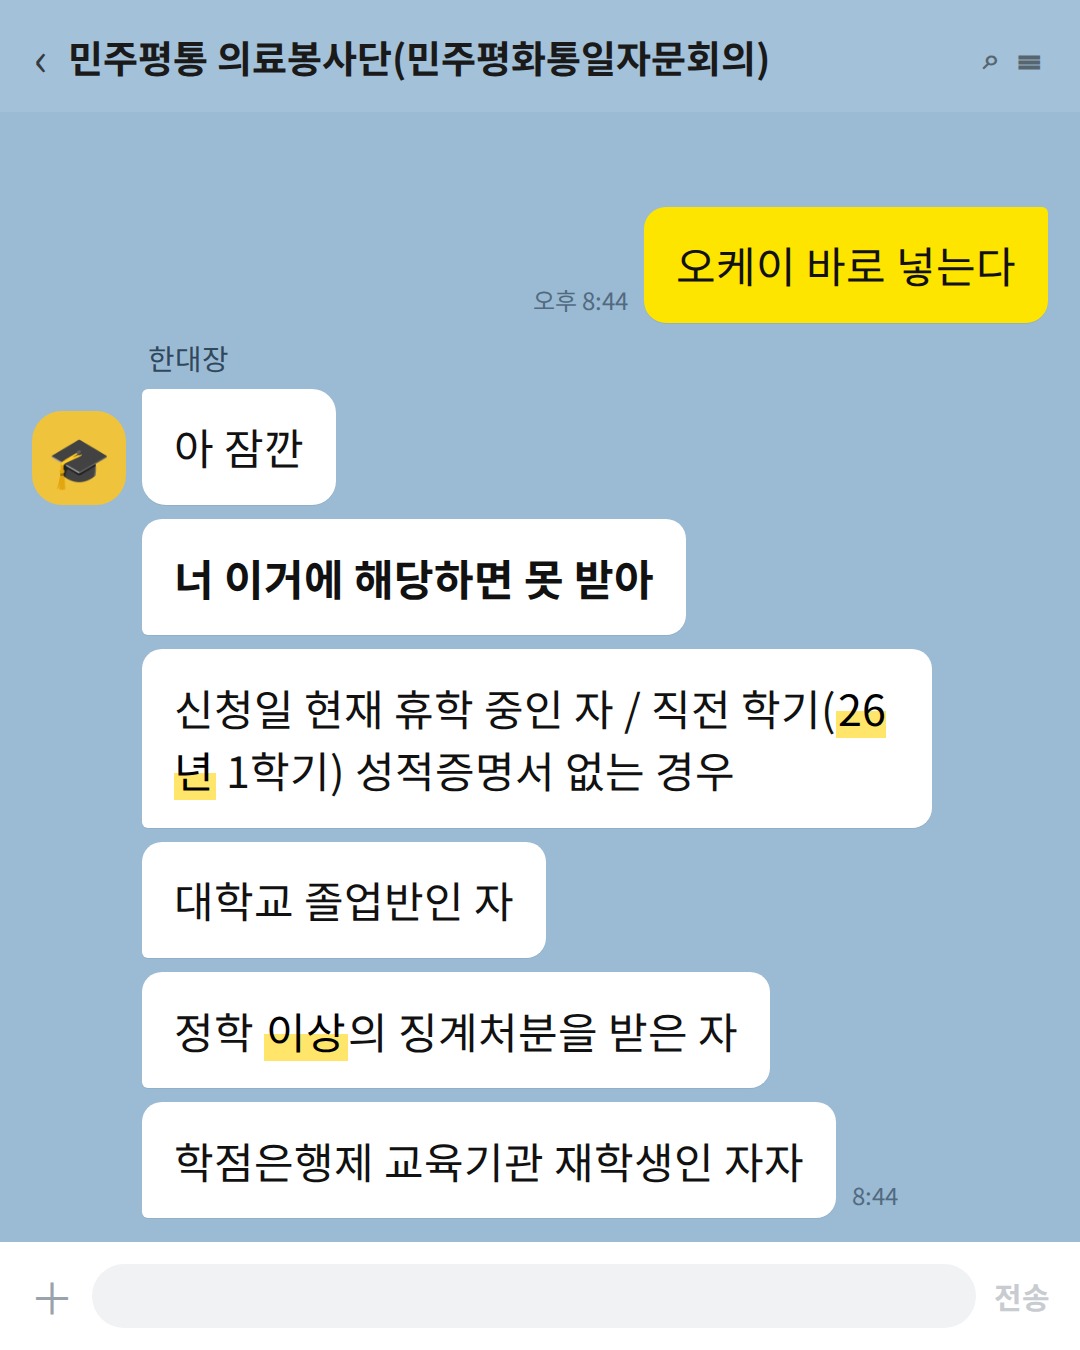 민주평통 의료봉사단(민주평화통일자문회의)
오케이 바로 넣는다
오후 8:44
한대장
아 잠깐
너 이거에 해당하면 못 받아
신청일 현재 휴학 중인 자 / 직전 학기(26
년 1학기) 성적증명서 없는 경우
대학교 졸업반인 자
정학 이상의 징계처분을 받은 자
학점은행제 교육기관 재학생인 자자
8:44
전송